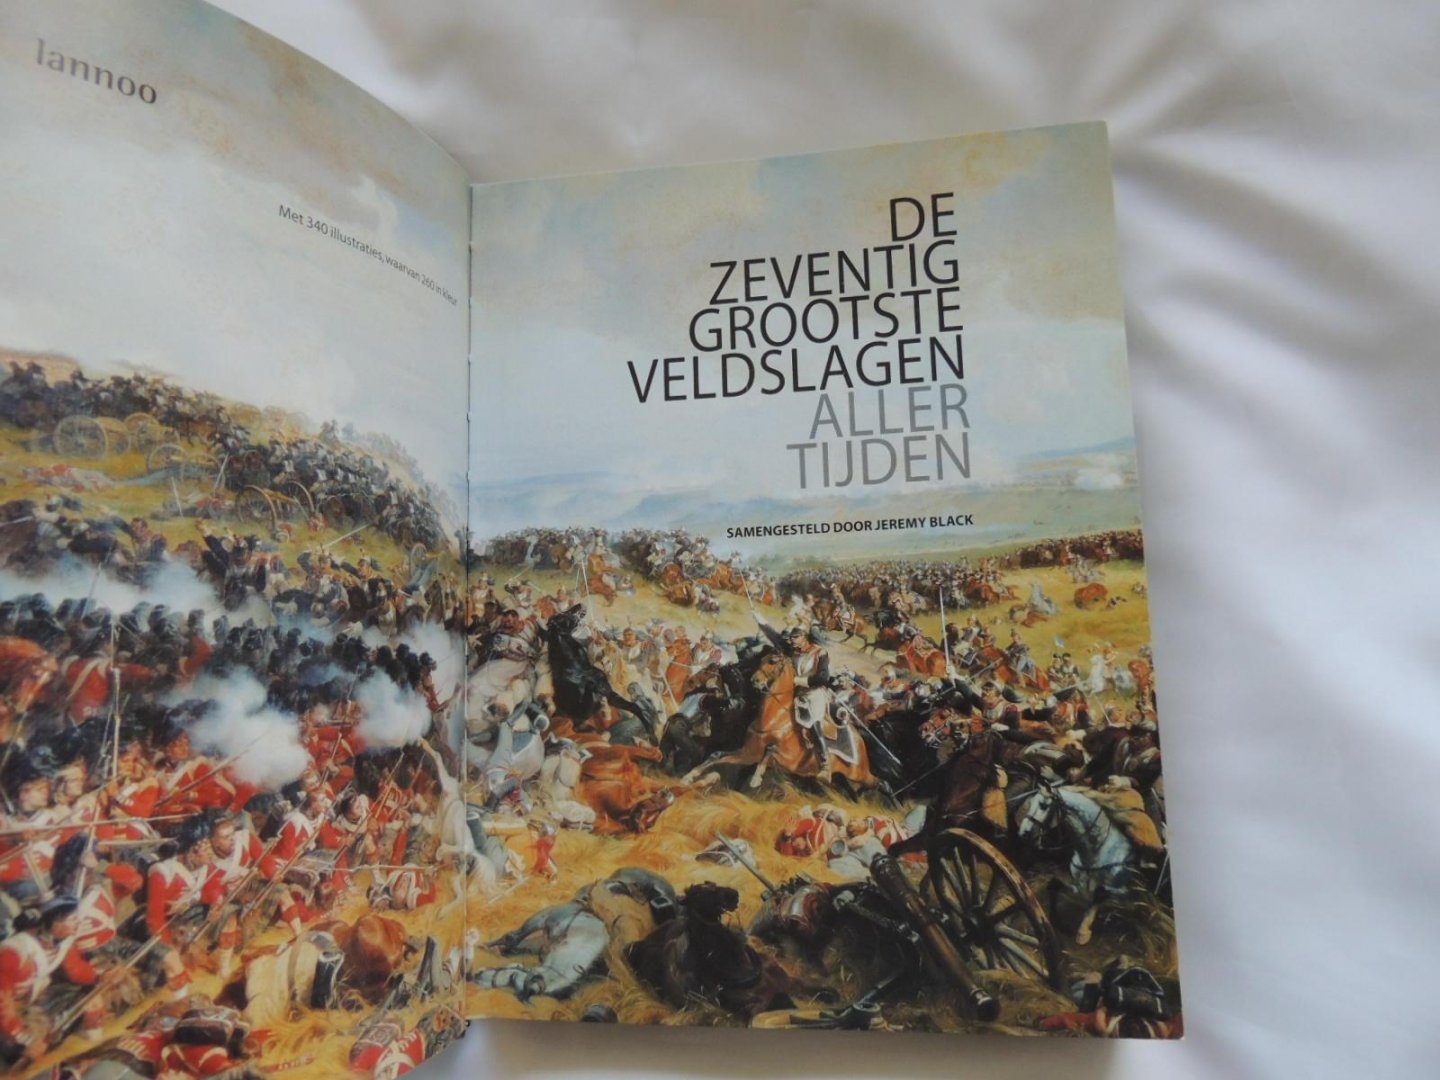 lannoo
Met 340 illustraties, waarvan 260 in kleur
DE
ZEVENTIG
GROOTSTE
VELDSLAGEN
ALLER
TIJDEN
SAMENGESTELD DOOR JEREMY BLACK